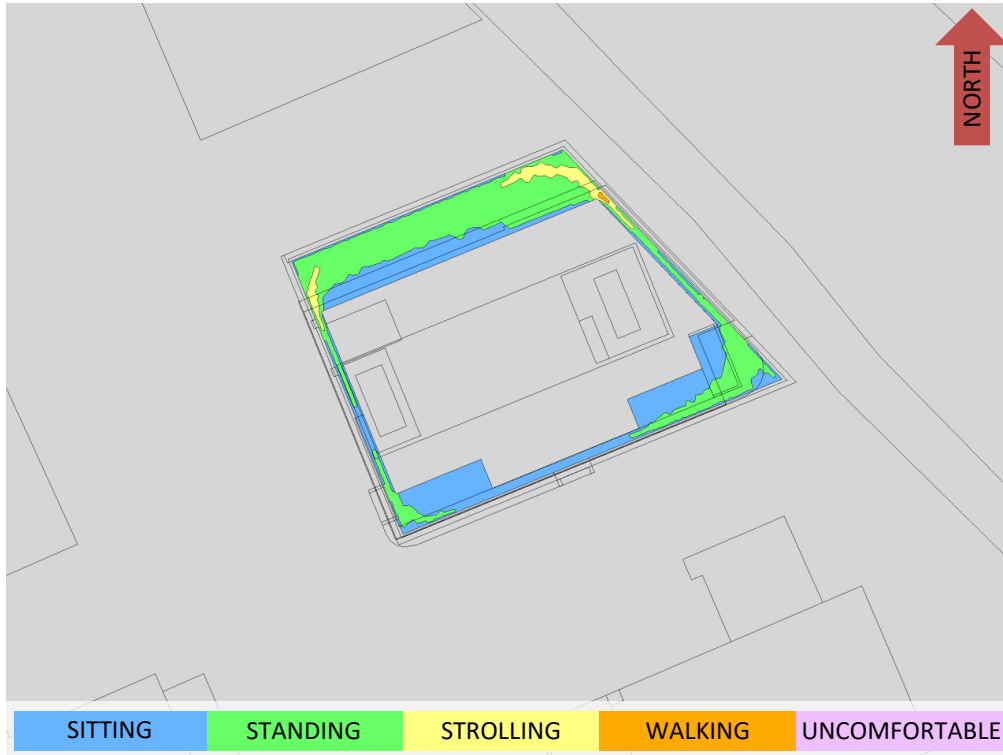 NORTH
SITTING
STANDING
STROLLING
WALKING
UNCOMFORTABLE